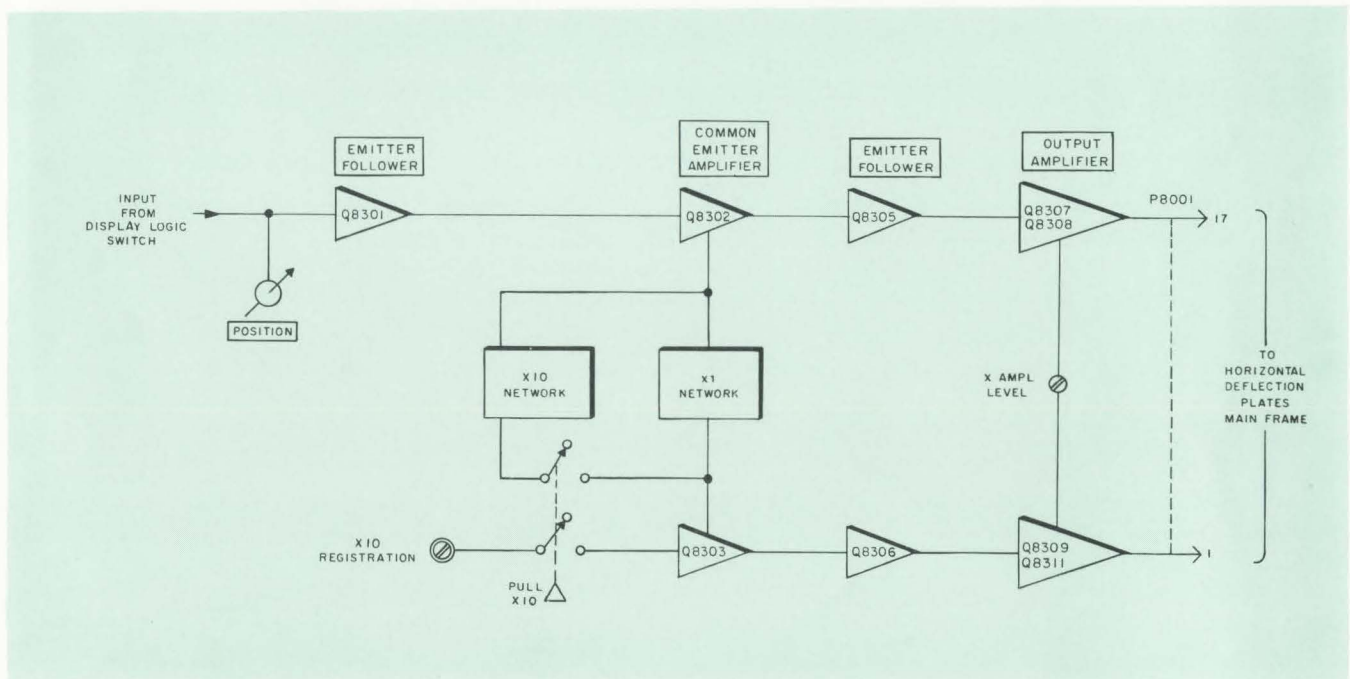 COMMON
EMITTER
AMPLIFIER
EMITTER
FOLLOWER
EMITTER
FOLLOWER
OUTPUT
AMPLIFIER
INPUT
FROM
DISPLAY LOGIC
SWITCH
Q8301
Q8302
Q8305
Q8307
Q8308
P8001
17
POSITION
X10
NETWORK
X1
NETWORK
X AMPL
LEVEL
TO
HORIZONTAL
DEFLECTION
PLATES
MAIN FRAME
X10
REGISTRATION
PULL
X10
Q8303
Q8306
Q8309
Q8311
1